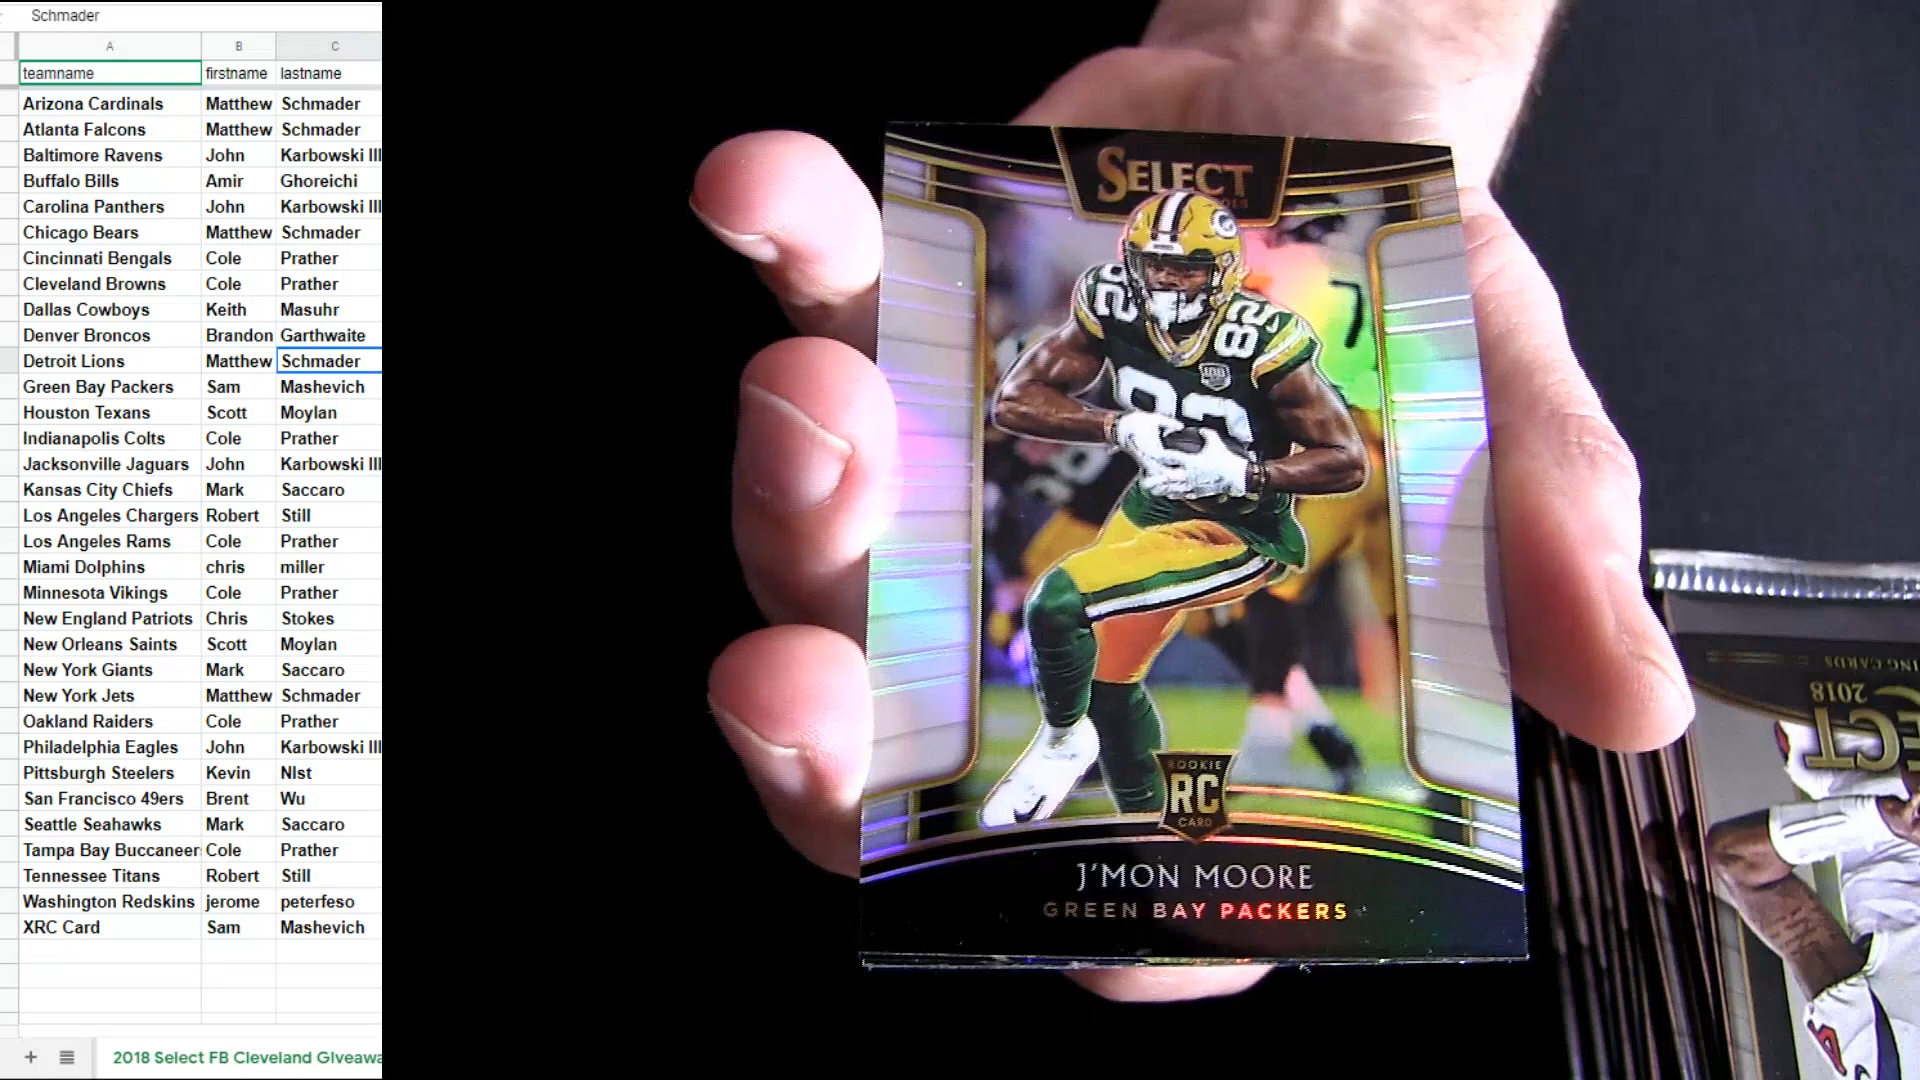 Schmader
A B C
teamname firstname lastname
Arizona Cardinals Matthew Schmader
Atlanta Falcons Matthew Schmader
Baltimore Ravens John Karbowski III
Buffalo Bills Amir Ghoreichi
Carolina Panthers John Karbowski III
Chicago Bears Matthew Schmader
Cincinnati Bengals Cole Prather
Cleveland Browns Cole Prather
Dallas Cowboys Keith Masuhr
Denver Broncos Brandon Garthwaite
Detroit Lions Matthew Schmader
Green Bay Packers Sam Mashevich
Houston Texans Scott Moylan
Indianapolis Colts Cole Prather
Jacksonville Jaguars John Karbowski III
Kansas City Chiefs Mark Saccaro
Los Angeles Chargers Robert Still
Los Angeles Rams Cole Prather
Miami Dolphins chris miller
Minnesota Vikings Cole Prather
New England Patriots Chris Stokes
New Orleans Saints Scott Moylan
New York Giants Mark Saccaro
New York Jets Matthew Schmader
Oakland Raiders Cole Prather
Philadelphia Eagles John Karbowski III
Pittsburgh Steelers Kevin NIst
San Francisco 49ers Brent Wu
Seattle Seahawks Mark Saccaro
Tampa Bay Buccaneer Cole Prather
Tennessee Titans Robert Still
Washington Redskins jerome peterfeso
XRC Card Sam Mashevich
2018 Select FB Cleveland GIveawa
SELECT
82 82
G
7
82
ROOKIE
RC
CARD
J'MON MOORE
GREEN BAY PACKERS
ING CARDS
2018
ECT